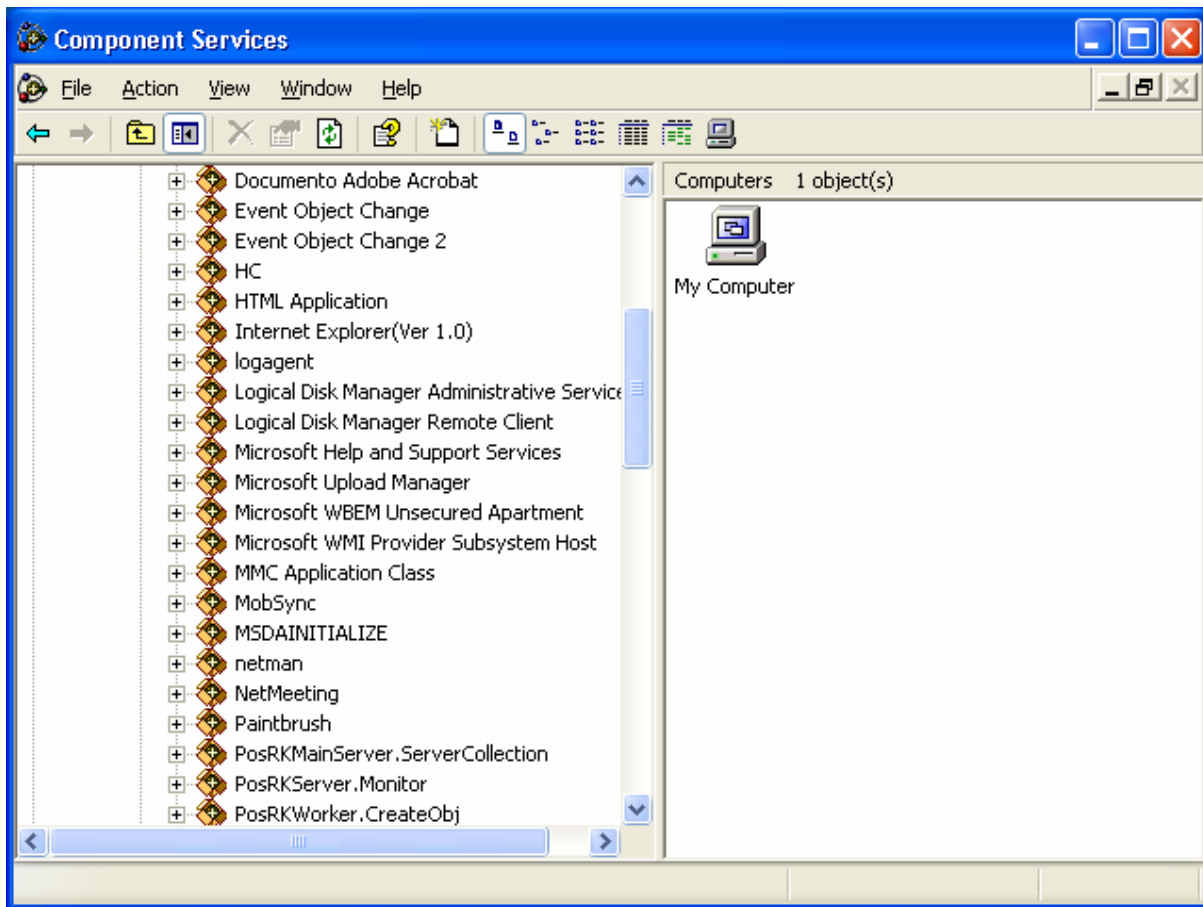 Component Services
File Action View Window Help
Documento Adobe Acrobat
Event Object Change
Event Object Change 2
HC
HTML Application
Internet Explorer(Ver 1.0)
logagent
Logical Disk Manager Administrative Service
Logical Disk Manager Remote Client
Microsoft Help and Support Services
Microsoft Upload Manager
Microsoft WBEM Unsecured Apartment
Microsoft WMI Provider Subsystem Host
MMC Application Class
MobSync
MSDAINITIALIZE
netman
NetMeeting
Paintbrush
PosRKMainServer.ServerCollection
PosRKServer.Monitor
PosRKWorker.CreateObj
Computers 1 object(s)
My Computer